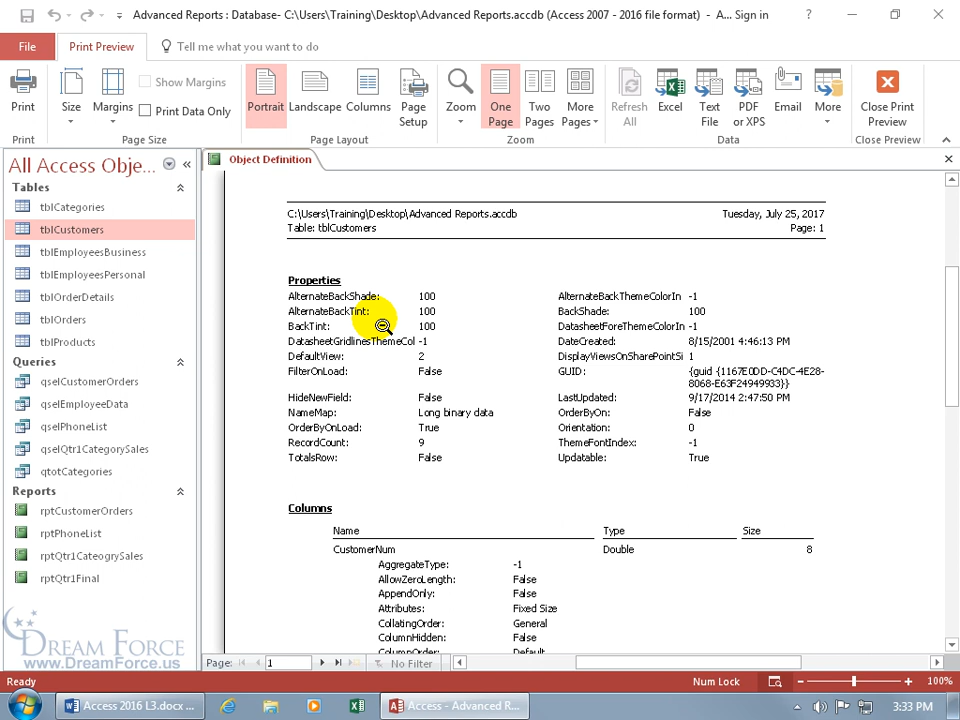 Advanced Reports : Database- C:\Users\Training\Desktop\Advanced Reports.accdb (Access 2007 - 2016 file format) - A... Sign in ?
File Print Preview Tell me what you want to do
Show Margins
Print Data Only
Print Size Margins Portrait Landscape Columns Page Setup Zoom One Page Two Pages More Pages Refresh All Excel Text File PDF or XPS Email More Close Print Preview
Print Page Size Page Layout Zoom Data Close Preview
All Access Obje...
Tables
tblCategories
tblCustomers
tblEmployeesBusiness
tblEmployeesPersonal
tblOrderDetails
tblOrders
tblProducts
Queries
qselCustomerOrders
qselEmployeeData
qselPhoneList
qselQtr1CategorySales
qtotCategories
Reports
rptCustomerOrders
rptPhoneList
rptQtr1CateogrySales
rptQtr1Final
DREAM FORCE
www.DreamForce.us
Object Definition
C:\Users\Training\Desktop\Advanced Reports.accdb Tuesday, July 25, 2017
Table: tblCustomers Page: 1
Properties
AlternateBackShade: 100 AlternateBackThemeColorIn -1
AlternateBackTint: 100 BackShade: 100
BackTint: 100 DatasheetForeThemeColorIn -1
DatasheetGridlinesThemeCol -1 DateCreated: 8/15/2001 4:46:13 PM
DefaultView: 2 DisplayViewsOnSharePointSi 1
FilterOnLoad: False GUID: {guid {1167E0DD-C4DC-4E28-
8068-E63F24949933}}
HideNewField: False LastUpdated: 9/17/2014 2:47:50 PM
NameMap: Long binary data OrderByOn: False
OrderByOnLoad: True Orientation: 0
RecordCount: 9 ThemeFontIndex: -1
TotalsRow: False Updatable: True
Columns
Name Type Size
CustomerNum Double 8
AggregateType: -1
AllowZeroLength: False
AppendOnly: False
Attributes: Fixed Size
CollatingOrder: General
ColumnHidden: False
ColumnOrder: Default
Page: 1 No Filter
Ready Num Lock 100%
Access 2016 L3.docx ... Access - Advanced R... 3:33 PM